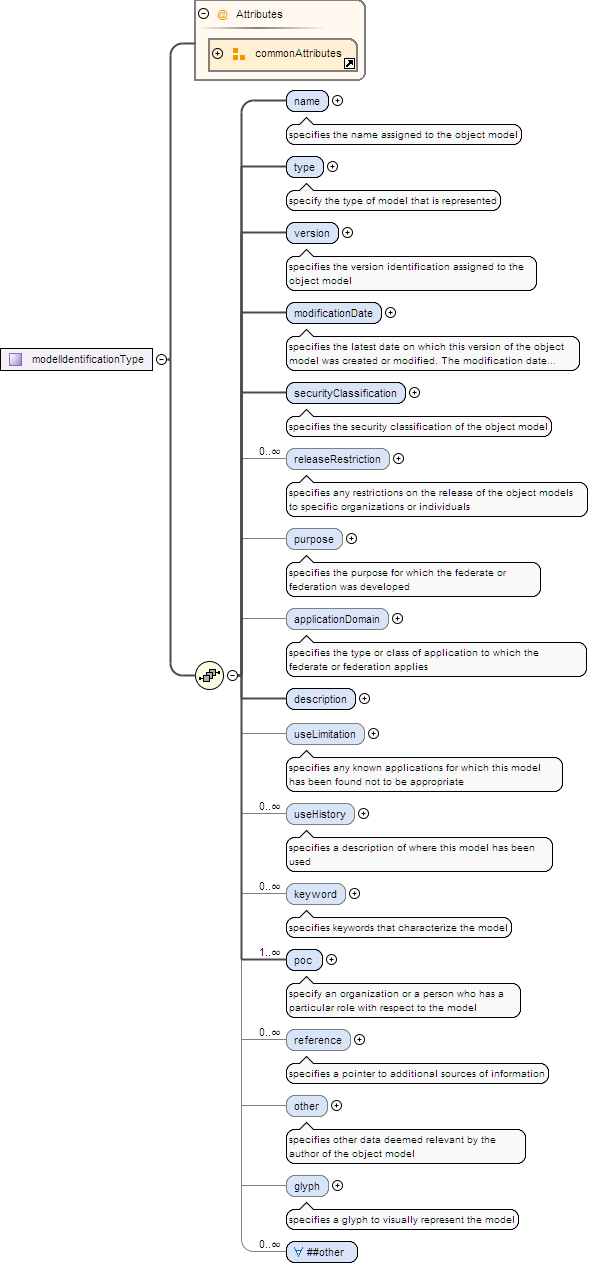 Attributes
commonAttributes
name
specifies the name assigned to the object model
type
specify the type of model that is represented
version
specifies the version identification assigned to the
object model
modificationDate
specifies the latest date on which this version of the object
model was created or modified. The modification date...
modelIdentificationType
securityClassification
specifies the security classification of the object model
0..∞
releaseRestriction
specifies any restrictions on the release of the object models
to specific organizations or individuals
purpose
specifies the purpose for which the federate or
federation was developed
applicationDomain
specifies the type or class of application to which the
federate or federation applies
description
useLimitation
specifies any known applications for which this model
has been found not to be appropriate
0..∞
useHistory
specifies a description of where this model has been
used
0..∞
keyword
specifies keywords that characterize the model
1..∞
poc
specify an organization or a person who has a
particular role with respect to the model
0..∞
reference
specifies a pointer to additional sources of information
other
specifies other data deemed relevant by the
author of the object model
glyph
specifies a glyph to visually represent the model
0..∞
∀ ##other